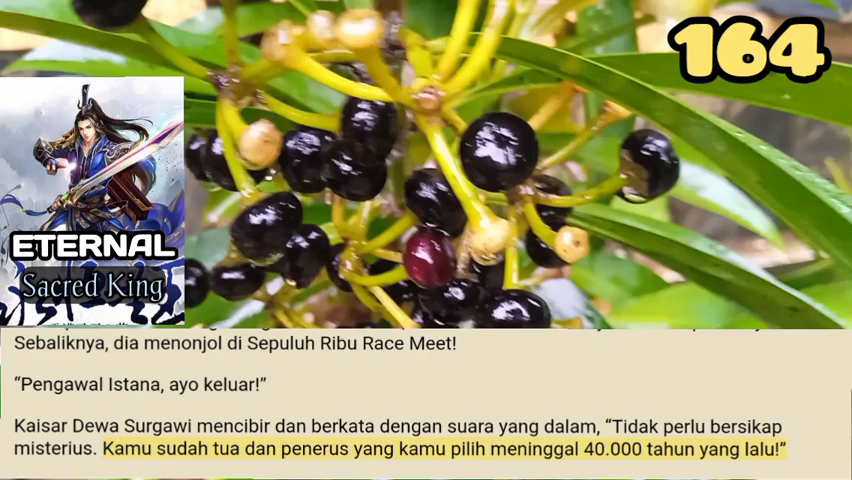 164
ETERNAL
Sacred King
Sebaliknya, dia menonjol di Sepuluh Ribu Race Meet!
“Pengawal Istana, ayo keluar!”
Kaisar Dewa Surgawi mencibir dan berkata dengan suara yang dalam, “Tidak perlu bersikap
misterius. Kamu sudah tua dan penerus yang kamu pilih meninggal 40.000 tahun yang lalu!”